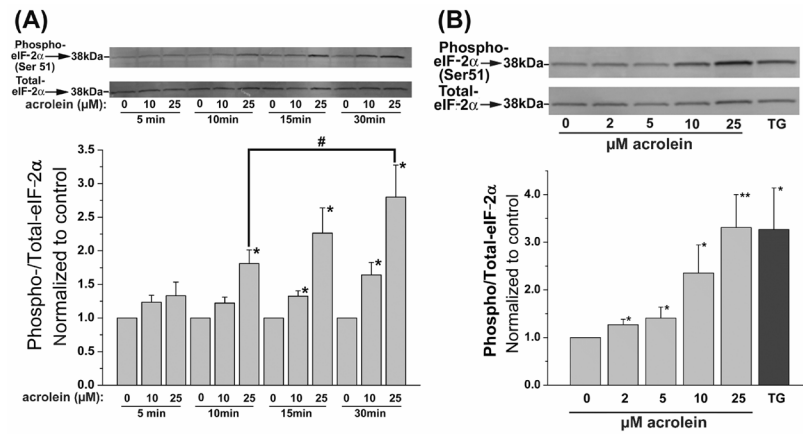 (A)
Phospho-
eIF-2α 38kDa
(Ser 51)
Total-
eIF-2α 38kDa
acrolein (µM): 0 10 25 0 10 25 0 10 25 0 10 25
5 min 10min 15min 30min
Phospho-/Total-eIF-2α
Normalized to control
3.5
3.0
2.5
2.0
1.5
1.0
0.5
0.0
#
* * * * *
acrolein (µM): 0 10 25 0 10 25 0 10 25 0 10 25
5 min 10min 15min 30min
(B)
Phospho-
eIF-2α 38kDa
(Ser51)
Total-
eIF-2α 38kDa
0 2 5 10 25 TG
µM acrolein
Phospho/Total-eIF-2α
Normalized to control
4.0
3.0
2.0
1.0
0.0
* * * ** *
0 2 5 10 25 TG
µM acrolein